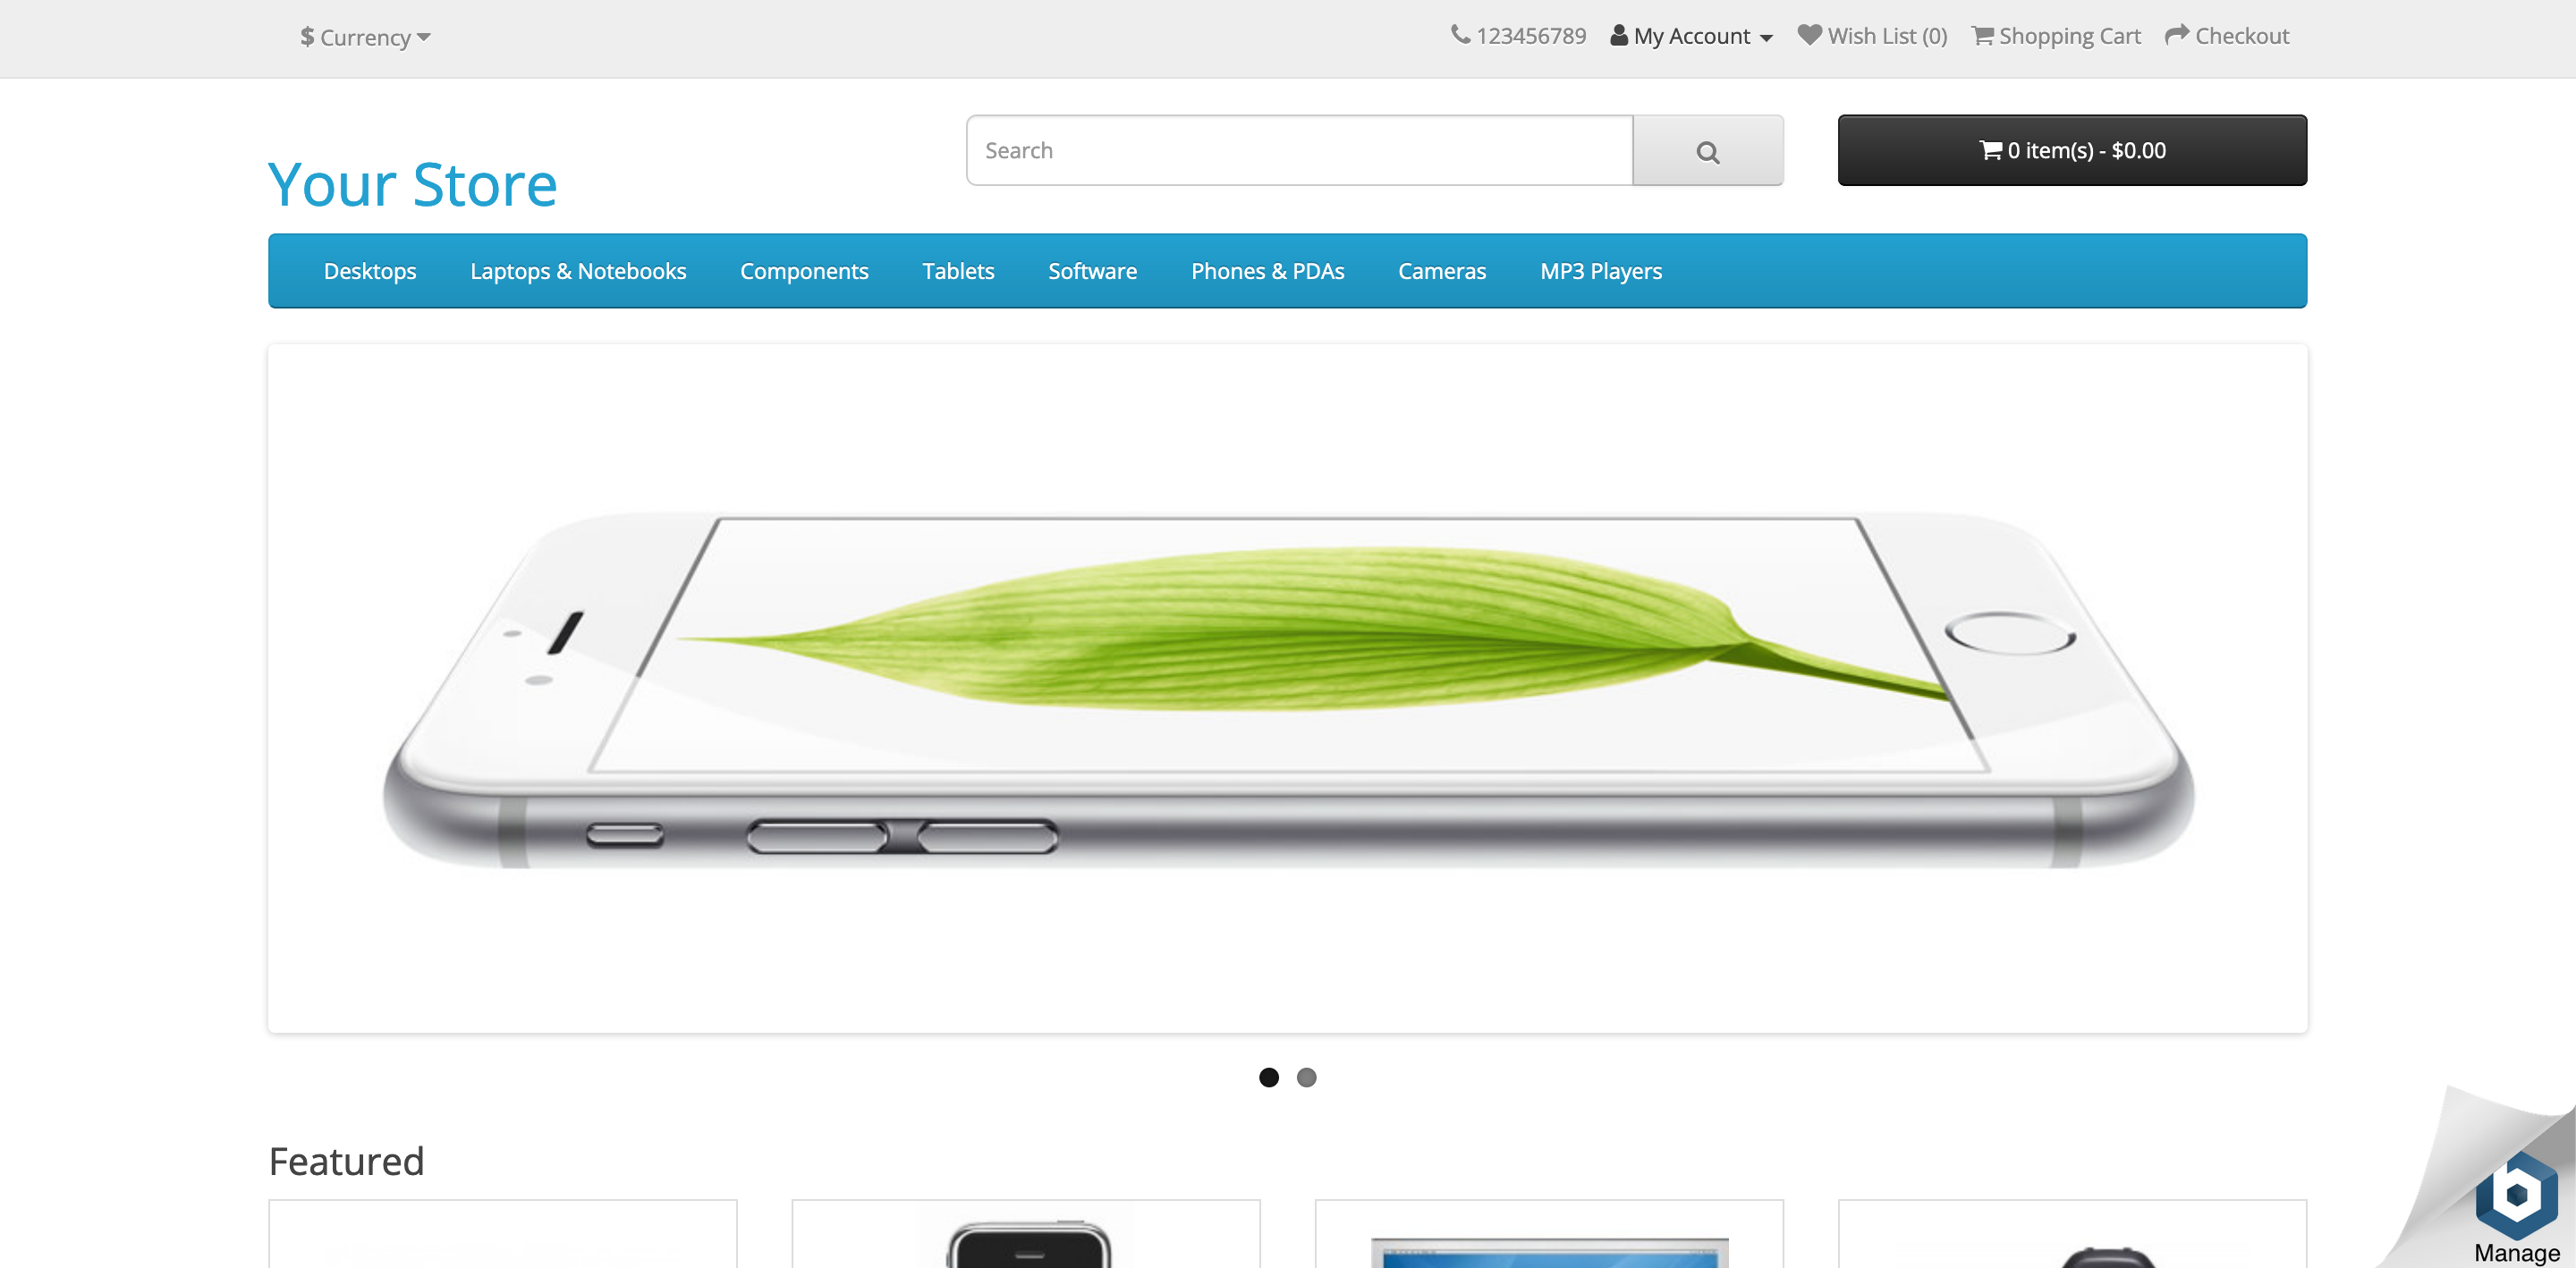 $ Currency
123456789 My Account Wish List (0) Shopping Cart Checkout
Your Store
Search
0 item(s) - $0.00
Desktops Laptops & Notebooks Components Tablets Software Phones & PDAs Cameras MP3 Players
Featured
b
Manage